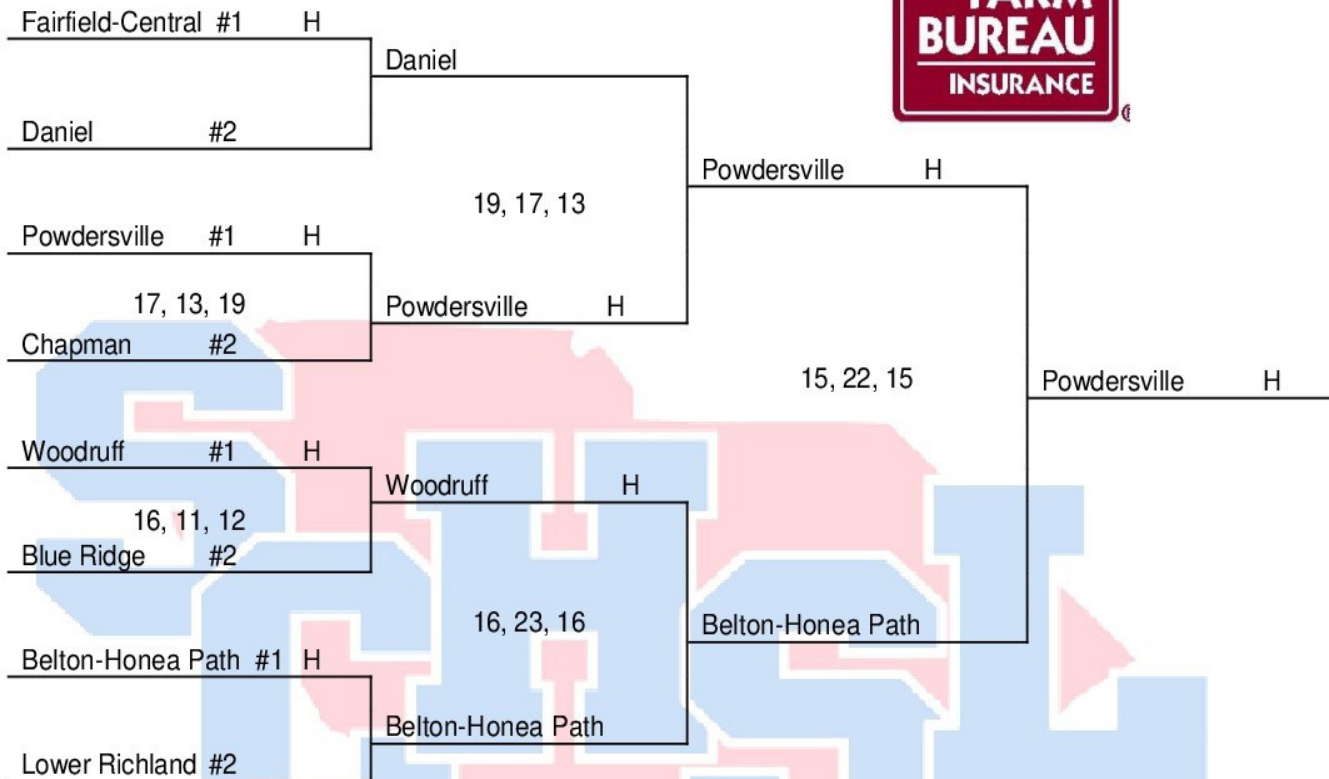 Fairfield-Central #1 H
FARM
BUREAU
INSURANCE
®
Daniel
Daniel #2
Powdersville H
19, 17, 13
Powdersville #1 H
17, 13, 19
Powdersville H
Chapman #2
15, 22, 15
Powdersville H
Woodruff #1 H
Woodruff H
16, 11, 12
Blue Ridge #2
16, 23, 16
Belton-Honea Path
Belton-Honea Path #1 H
Belton-Honea Path
Lower Richland #2
SCHSL